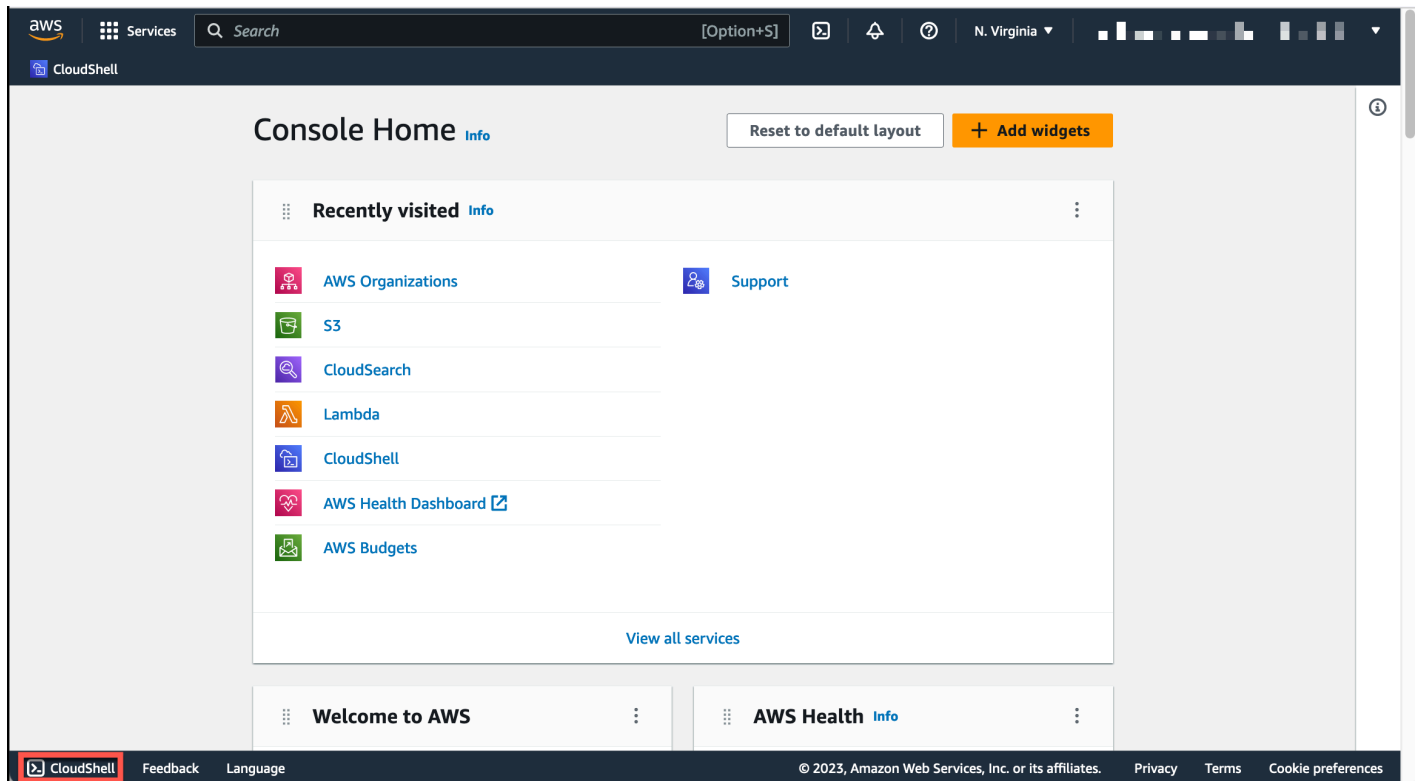 aws Services Search [Option+S] N. Virginia
CloudShell
Console Home Info Reset to default layout + Add widgets
Recently visited Info
AWS Organizations
Support
S3
CloudSearch
Lambda
CloudShell
AWS Health Dashboard
AWS Budgets
View all services
Welcome to AWS
AWS Health Info
CloudShell Feedback Language © 2023, Amazon Web Services, Inc. or its affiliates. Privacy Terms Cookie preferences